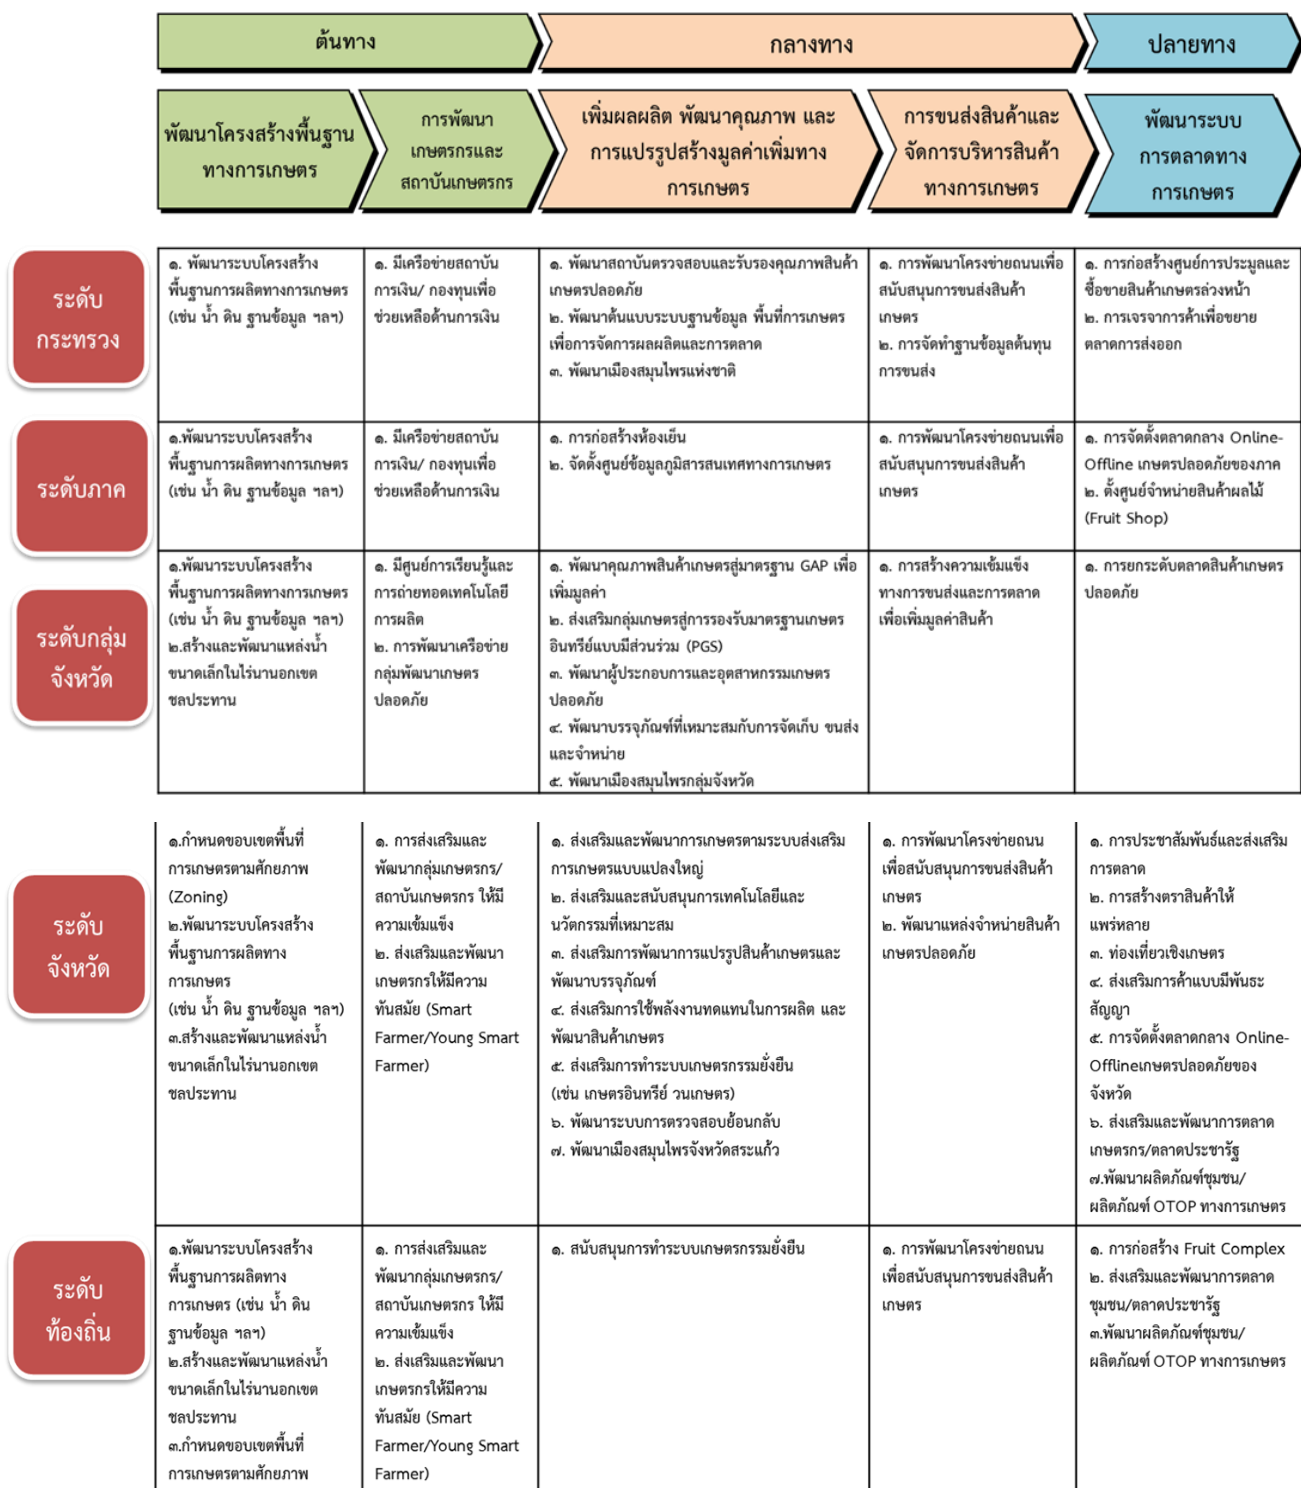 ต้นทาง
กลางทาง
ปลายทาง
พัฒนาโครงสร้างพื้นฐาน
ทางการเกษตร
การพัฒนา
เกษตรกรและ
สถาบันเกษตรกร
เพิ่มผลผลิต พัฒนาคุณภาพ และ
การแปรรูปสร้างมูลค่าเพิ่มทาง
การเกษตร
การขนส่งสินค้าและ
จัดการบริหารสินค้า
ทางการเกษตร
พัฒนาระบบ
การตลาดทาง
การเกษตร
ระดับ
กระทรวง
๑. พัฒนาระบบโครงสร้าง
พื้นฐานการผลิตทางการเกษตร
(เช่น น้ำ ดิน ฐานข้อมูล ฯลฯ)
๑. มีเครือข่ายสถาบัน
การเงิน/ กองทุนเพื่อ
ช่วยเหลือด้านการเงิน
๑. พัฒนาสถาบันตรวจสอบและรับรองคุณภาพสินค้า
เกษตรปลอดภัย
๒. พัฒนาต้นแบบระบบฐานข้อมูล พื้นที่การเกษตร
เพื่อการจัดการผลผลิตและการตลาด
๓. พัฒนาเมืองสมุนไพรแห่งชาติ
๑. การพัฒนาโครงข่ายถนนเพื่อ
สนับสนุนการขนส่งสินค้า
เกษตร
๒. การจัดทำฐานข้อมูลต้นทุน
การขนส่ง
๑. การก่อสร้างศูนย์การประมูลและ
ซื้อขายสินค้าเกษตรล่วงหน้า
๒. การเจรจาการค้าเพื่อขยาย
ตลาดการส่งออก
ระดับภาค
๑.พัฒนาระบบโครงสร้าง
พื้นฐานการผลิตทางการเกษตร
(เช่น น้ำ ดิน ฐานข้อมูล ฯลฯ)
๑. มีเครือข่ายสถาบัน
การเงิน/ กองทุนเพื่อ
ช่วยเหลือด้านการเงิน
๑. การก่อสร้างห้องเย็น
๒. จัดตั้งศูนย์ข้อมูลภูมิสารสนเทศทางการเกษตร
๑. การพัฒนาโครงข่ายถนนเพื่อ
สนับสนุนการขนส่งสินค้า
เกษตร
๑. การจัดตั้งตลาดกลาง Online-
Offline เกษตรปลอดภัยของภาค
๒. ตั้งศูนย์จำหน่ายสินค้าผลไม้
(Fruit Shop)
ระดับกลุ่ม
จังหวัด
๑.พัฒนาระบบโครงสร้าง
พื้นฐานการผลิตทางการเกษตร
(เช่น น้ำ ดิน ฐานข้อมูล ฯลฯ)
๒.สร้างและพัฒนาแหล่งน้ำ
ขนาดเล็กในไร่นานอกเขต
ชลประทาน
๑. มีศูนย์การเรียนรู้และ
การถ่ายทอดเทคโนโลยี
การผลิต
๒. การพัฒนาเครือข่าย
กลุ่มพัฒนาเกษตร
ปลอดภัย
๑. พัฒนาคุณภาพสินค้าเกษตรสู่มาตรฐาน GAP เพื่อ
เพิ่มมูลค่า
๒. ส่งเสริมกลุ่มเกษตรสู่การรองรับมาตรฐานเกษตร
อินทรีย์แบบมีส่วนร่วม (PGS)
๓. พัฒนาผู้ประกอบการและอุตสาหกรรมเกษตร
ปลอดภัย
๔. พัฒนาบรรจุภัณฑ์ที่เหมาะสมกับการจัดเก็บ ขนส่ง
และจำหน่าย
๕. พัฒนาเมืองสมุนไพรกลุ่มจังหวัด
๑. การสร้างความเข้มแข็ง
ทางการขนส่งและการตลาด
เพื่อเพิ่มมูลค่าสินค้า
๑. การยกระดับตลาดสินค้าเกษตร
ปลอดภัย
ระดับ
จังหวัด
๑.กำหนดขอบเขตพื้นที่
การเกษตรตามศักยภาพ
(Zoning)
๒.พัฒนาระบบโครงสร้าง
พื้นฐานการผลิตทาง
การเกษตร
(เช่น น้ำ ดิน ฐานข้อมูล ฯลฯ)
๓.สร้างและพัฒนาแหล่งน้ำ
ขนาดเล็กในไร่นานอกเขต
ชลประทาน
๑. การส่งเสริมและ
พัฒนากลุ่มเกษตรกร/
สถาบันเกษตรกร ให้มี
ความเข้มแข็ง
๒. ส่งเสริมและพัฒนา
เกษตรกรให้มีความ
ทันสมัย (Smart
Farmer/Young Smart
Farmer)
๑. ส่งเสริมและพัฒนาการเกษตรตามระบบส่งเสริม
การเกษตรแบบแปลงใหญ่
๒. ส่งเสริมและสนับสนุนการเทคโนโลยีและ
นวัตกรรมที่เหมาะสม
๓. ส่งเสริมการพัฒนาการแปรรูปสินค้าเกษตรและ
พัฒนาบรรจุภัณฑ์
๔. ส่งเสริมการใช้พลังงานทดแทนในการผลิต และ
พัฒนาสินค้าเกษตร
๕. ส่งเสริมการทำระบบเกษตรกรรมยั่งยืน
(เช่น เกษตรอินทรีย์ วนเกษตร)
๖. พัฒนาระบบการตรวจสอบย้อนกลับ
๗. พัฒนาเมืองสมุนไพรจังหวัดสระแก้ว
๑. การพัฒนาโครงข่ายถนน
เพื่อสนับสนุนการขนส่งสินค้า
เกษตร
๒. พัฒนาแหล่งจำหน่ายสินค้า
เกษตรปลอดภัย
๑. การประชาสัมพันธ์และส่งเสริม
การตลาด
๒. การสร้างตราสินค้าให้
แพร่หลาย
๓. ท่องเที่ยวเชิงเกษตร
๔. ส่งเสริมการค้าแบบมีพันธะ
สัญญา
๕. การจัดตั้งตลาดกลาง Online-
Offlineเกษตรปลอดภัยของ
จังหวัด
๖. ส่งเสริมและพัฒนาการตลาด
เกษตรกร/ตลาดประชารัฐ
๗.พัฒนาผลิตภัณฑ์ชุมชน/
ผลิตภัณฑ์ OTOP ทางการเกษตร
ระดับ
ท้องถิ่น
๑.พัฒนาระบบโครงสร้าง
พื้นฐานการผลิตทาง
การเกษตร (เช่น น้ำ ดิน
ฐานข้อมูล ฯลฯ)
๒.สร้างและพัฒนาแหล่งน้ำ
ขนาดเล็กในไร่นานอกเขต
ชลประทาน
๓.กำหนดขอบเขตพื้นที่
การเกษตรตามศักยภาพ
๑. การส่งเสริมและ
พัฒนากลุ่มเกษตรกร/
สถาบันเกษตรกร ให้มี
ความเข้มแข็ง
๒. ส่งเสริมและพัฒนา
เกษตรกรให้มีความ
ทันสมัย (Smart
Farmer/Young Smart
Farmer)
๑. สนับสนุนการทำระบบเกษตรกรรมยั่งยืน
๑. การพัฒนาโครงข่ายถนน
เพื่อสนับสนุนการขนส่งสินค้า
เกษตร
๑. การก่อสร้าง Fruit Complex
๒. ส่งเสริมและพัฒนาการตลาด
ชุมชน/ตลาดประชารัฐ
๓.พัฒนาผลิตภัณฑ์ชุมชน/
ผลิตภัณฑ์ OTOP ทางการเกษตร